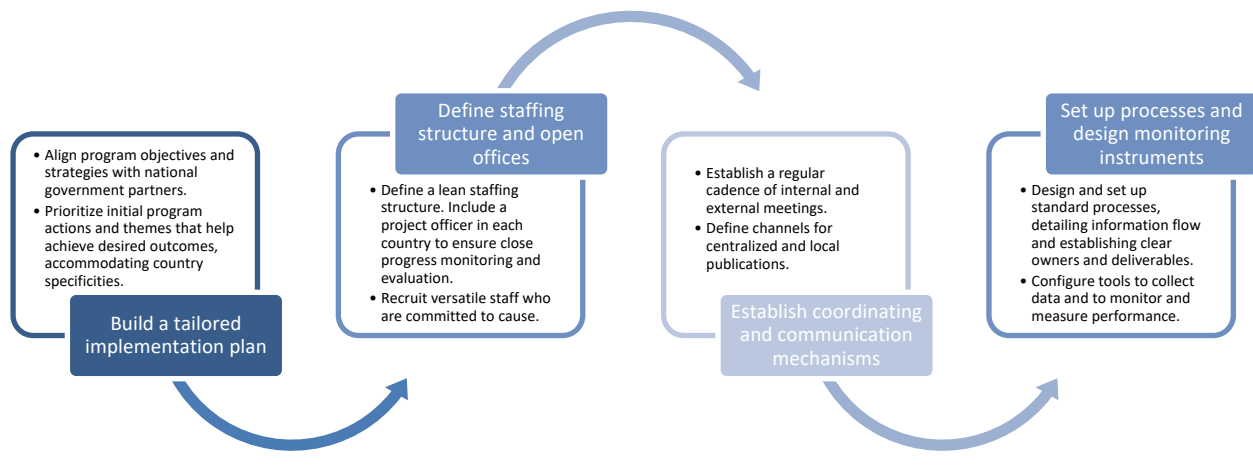 • Align program objectives and
strategies with national
government partners.
• Prioritize initial program
actions and themes that help
achieve desired outcomes,
accommodating country
specificities.
Build a tailored
implementation plan
Define staffing
structure and open
offices
• Define a lean staffing
structure. Include a
project officer in each
country to ensure close
progress monitoring and
evaluation.
• Recruit versatile staff who
are committed to cause.
• Establish a regular
cadence of internal and
external meetings.
• Define channels for
centralized and local
publications.
Establish coordinating
and communication
mechanisms
Set up processes and
design monitoring
instruments
• Design and set up
standard processes,
detailing information flow
and establishing clear
owners and deliverables.
• Configure tools to collect
data and to monitor and
measure performance.